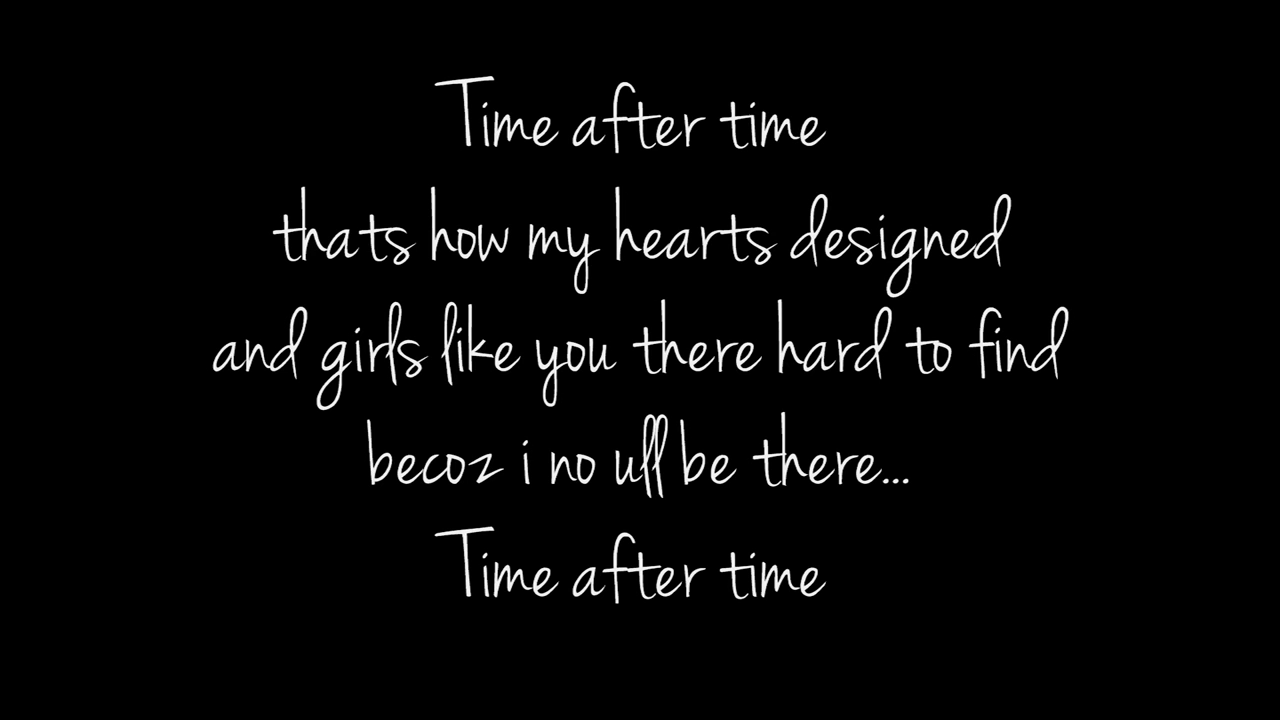 Time after time
thats how my hearts designed
and girls like you there hard to find
becoz i no ull be there...
Time after time